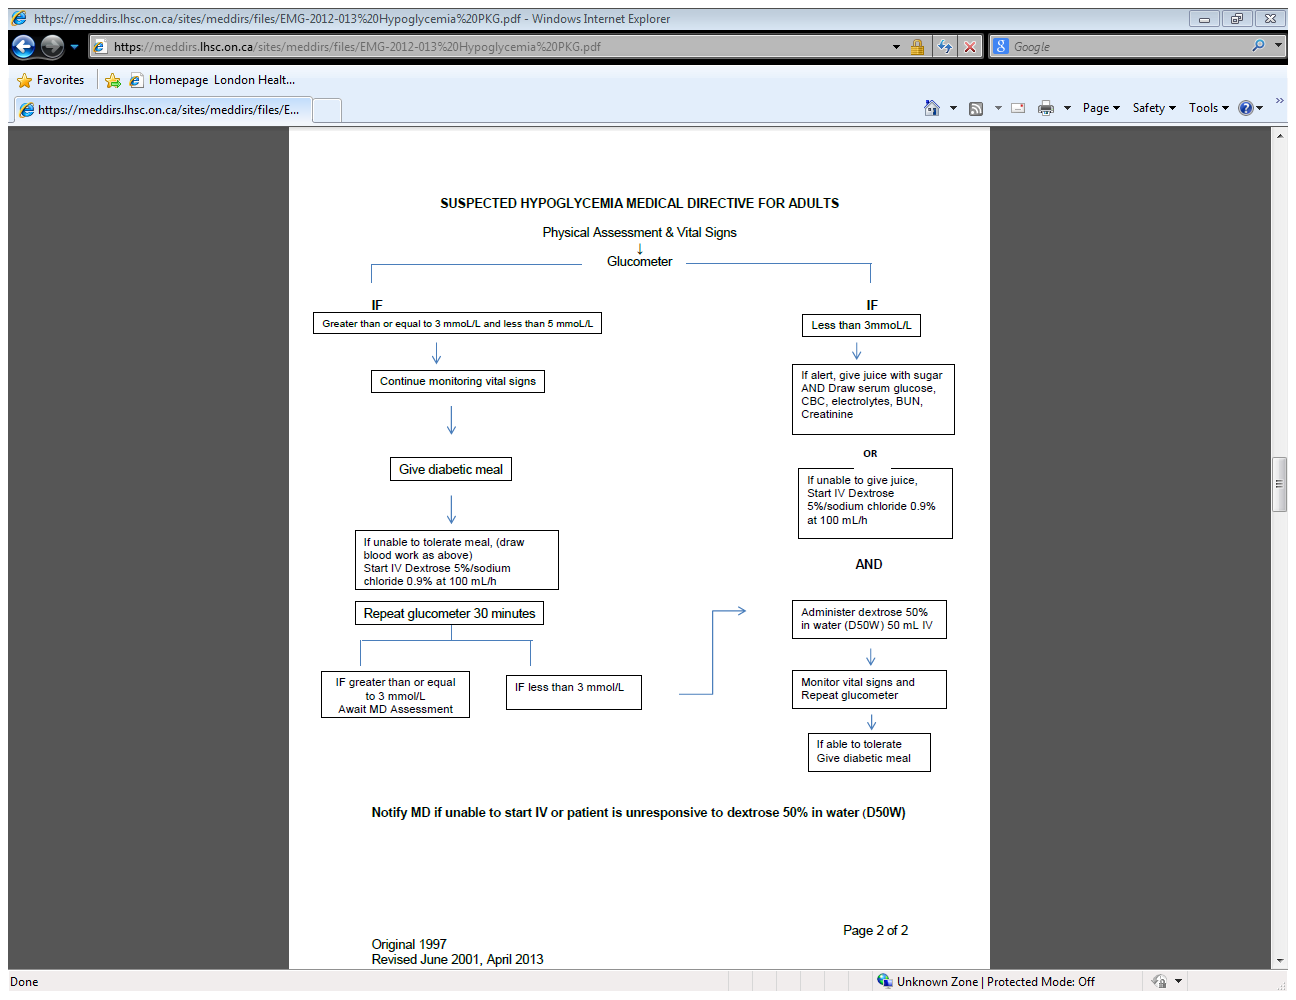 https://meddirs.lhsc.on.ca/sites/meddirs/files/EMG-2012-013%20Hypoglycemia%20PKG.pdf - Windows Internet Explorer
https://meddirs.lhsc.on.ca/sites/meddirs/files/EMG-2012-013%20Hypoglycemia%20PKG.pdf
Google
Favorites
Homepage London Healt...
https://meddirs.lhsc.on.ca/sites/meddirs/files/E...
Page
Safety
Tools
SUSPECTED HYPOGLYCEMIA MEDICAL DIRECTIVE FOR ADULTS
Physical Assessment & Vital Signs
↓
Glucometer
IF
Greater than or equal to 3 mmoL/L and less than 5 mmoL/L
Continue monitoring vital signs
Give diabetic meal
If unable to tolerate meal, (draw
blood work as above)
Start IV Dextrose 5%/sodium
chloride 0.9% at 100 mL/h
Repeat glucometer 30 minutes
IF greater than or equal
to 3 mmol/L
Await MD Assessment
IF less than 3 mmol/L
IF
Less than 3mmoL/L
If alert, give juice with sugar
AND Draw serum glucose,
CBC, electrolytes, BUN,
Creatinine
OR
If unable to give juice,
Start IV Dextrose
5%/sodium chloride 0.9%
at 100 mL/h
AND
Administer dextrose 50%
in water (D50W) 50 mL IV
Monitor vital signs and
Repeat glucometer
If able to tolerate
Give diabetic meal
Notify MD if unable to start IV or patient is unresponsive to dextrose 50% in water (D50W)
Page 2 of 2
Original 1997
Revised June 2001, April 2013
Done
Unknown Zone | Protected Mode: Off